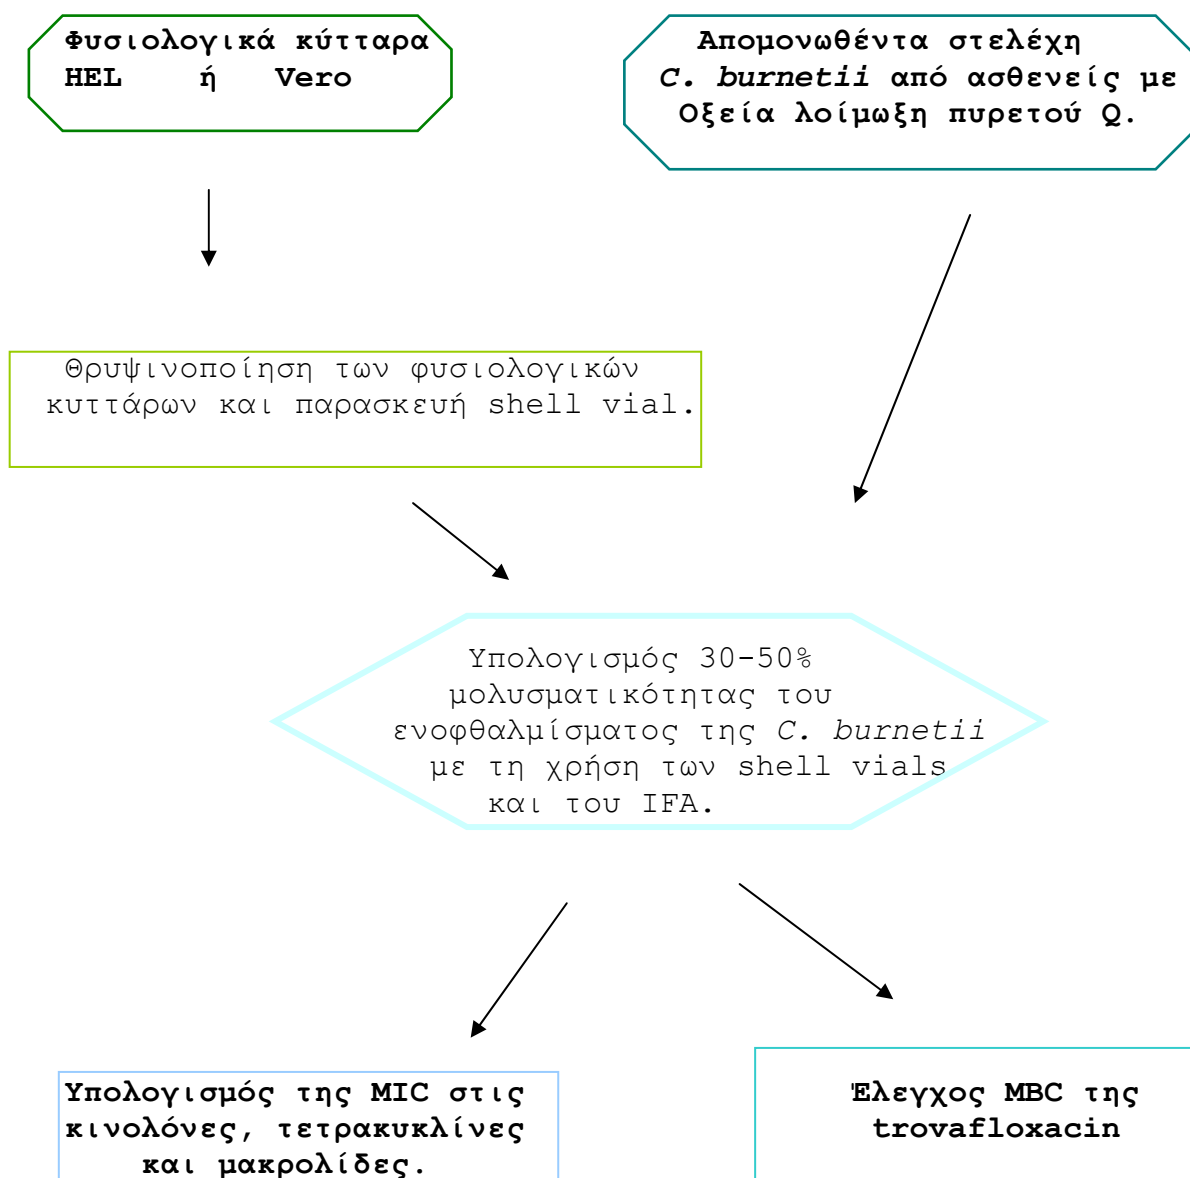 Φυσιολογικά κύτταρα
HEL ή Vero
Απομονωθέντα στελέχη
C. burnetii από ασθενείς με
Οξεία λοίμωξη πυρετού Q.
Θρυψινοποίηση των φυσιολογικών
κυττάρων και παρασκευή shell vial.
Υπολογισμός 30-50%
μολυσματικότητας του
ενοφθαλμίσματος της C. burnetii
με τη χρήση των shell vials
και του IFA.
Υπολογισμός της MIC στις
κινολόνες, τετρακυκλίνες
και μακρολίδες.
Έλεγχος MBC της
trovafloxacin